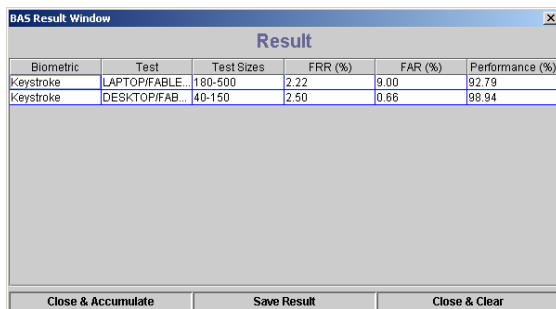 BAS Result Window
Result
Biometric Test Test Sizes FRR (%) FAR (%) Performance (%)
Keystroke LAPTOP/FABLE... 180-500 2.22 9.00 92.79
Keystroke DESKTOP/FAB... 40-150 2.50 0.66 98.94
Close & Accumulate Save Result Close & Clear